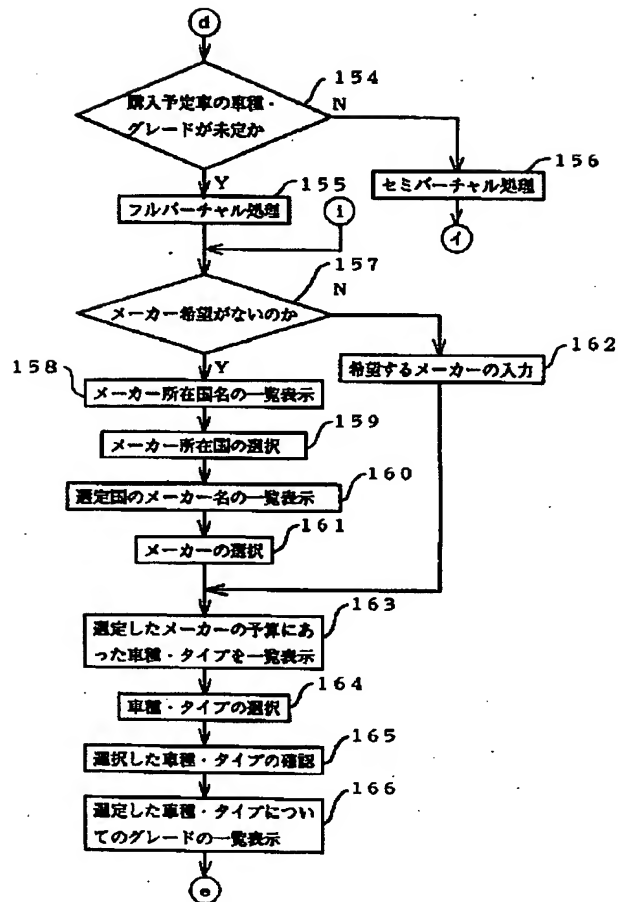 d
154
購入予定車の車種・
グレードが未定か
N
156
セミバーチャル処理
イ
Y
155
フルバーチャル処理
i
157
メーカー希望がないのか
N
162
希望するメーカーの入力
Y
158
メーカー所在国名の一覧表示
159
メーカー所在国の選択
160
選定国のメーカー名の一覧表示
161
メーカーの選択
163
選定したメーカーの予算にあ
った車種・タイプを一覧表示
164
車種・タイプの選択
165
選択した車種・タイプの確認
166
選定した車種・タイプについ
てのグレードの一覧表示
e